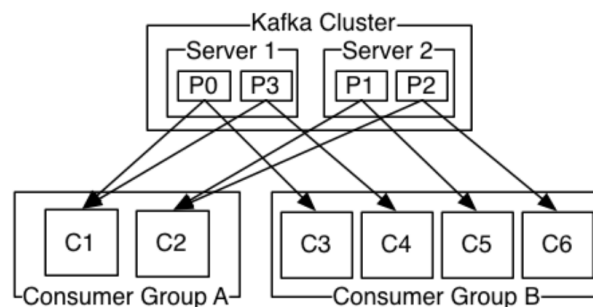 Kafka Cluster
Server 1 Server 2
P0 P3 P1 P2
C1 C2 C3 C4 C5 C6
Consumer Group A Consumer Group B